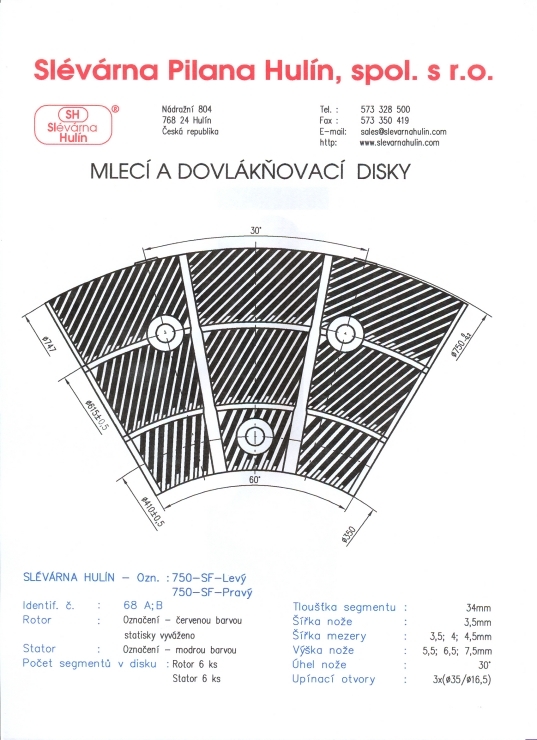 Slévárna Pilana Hulín, spol. s r.o.
SH
Slévárna
Hulín
®
Nádražní 804
768 24 Hulín
Česká republika
Tel. : 573 328 500
Fax : 573 350 419
E-mail: sales@slevarnahulin.com
http: www.slevarnahulin.com
MLECÍ A DOVLÁKŇOVACÍ DISKY
30°
ø747
ø750
ø615±0,5
ø410±0,5
60°
ø350
SLÉVÁRNA HULÍN – Ozn. : 750–SF–Levý
750–SF–Pravý
Identif. č. : 68 A;B
Rotor : Označení – červenou barvou
statisky vyváženo
Stator : Označení – modrou barvou
Počet segmentů v disku : Rotor 6 ks
Stator 6 ks
Tloušťka segmentu : 34mm
Šířka nože : 3,5mm
Šířka mezery : 3,5; 4; 4,5mm
Výška nože : 5,5; 6,5; 7,5mm
Úhel nože : 30°
Upínací otvory : 3x(ø35/ø16,5)